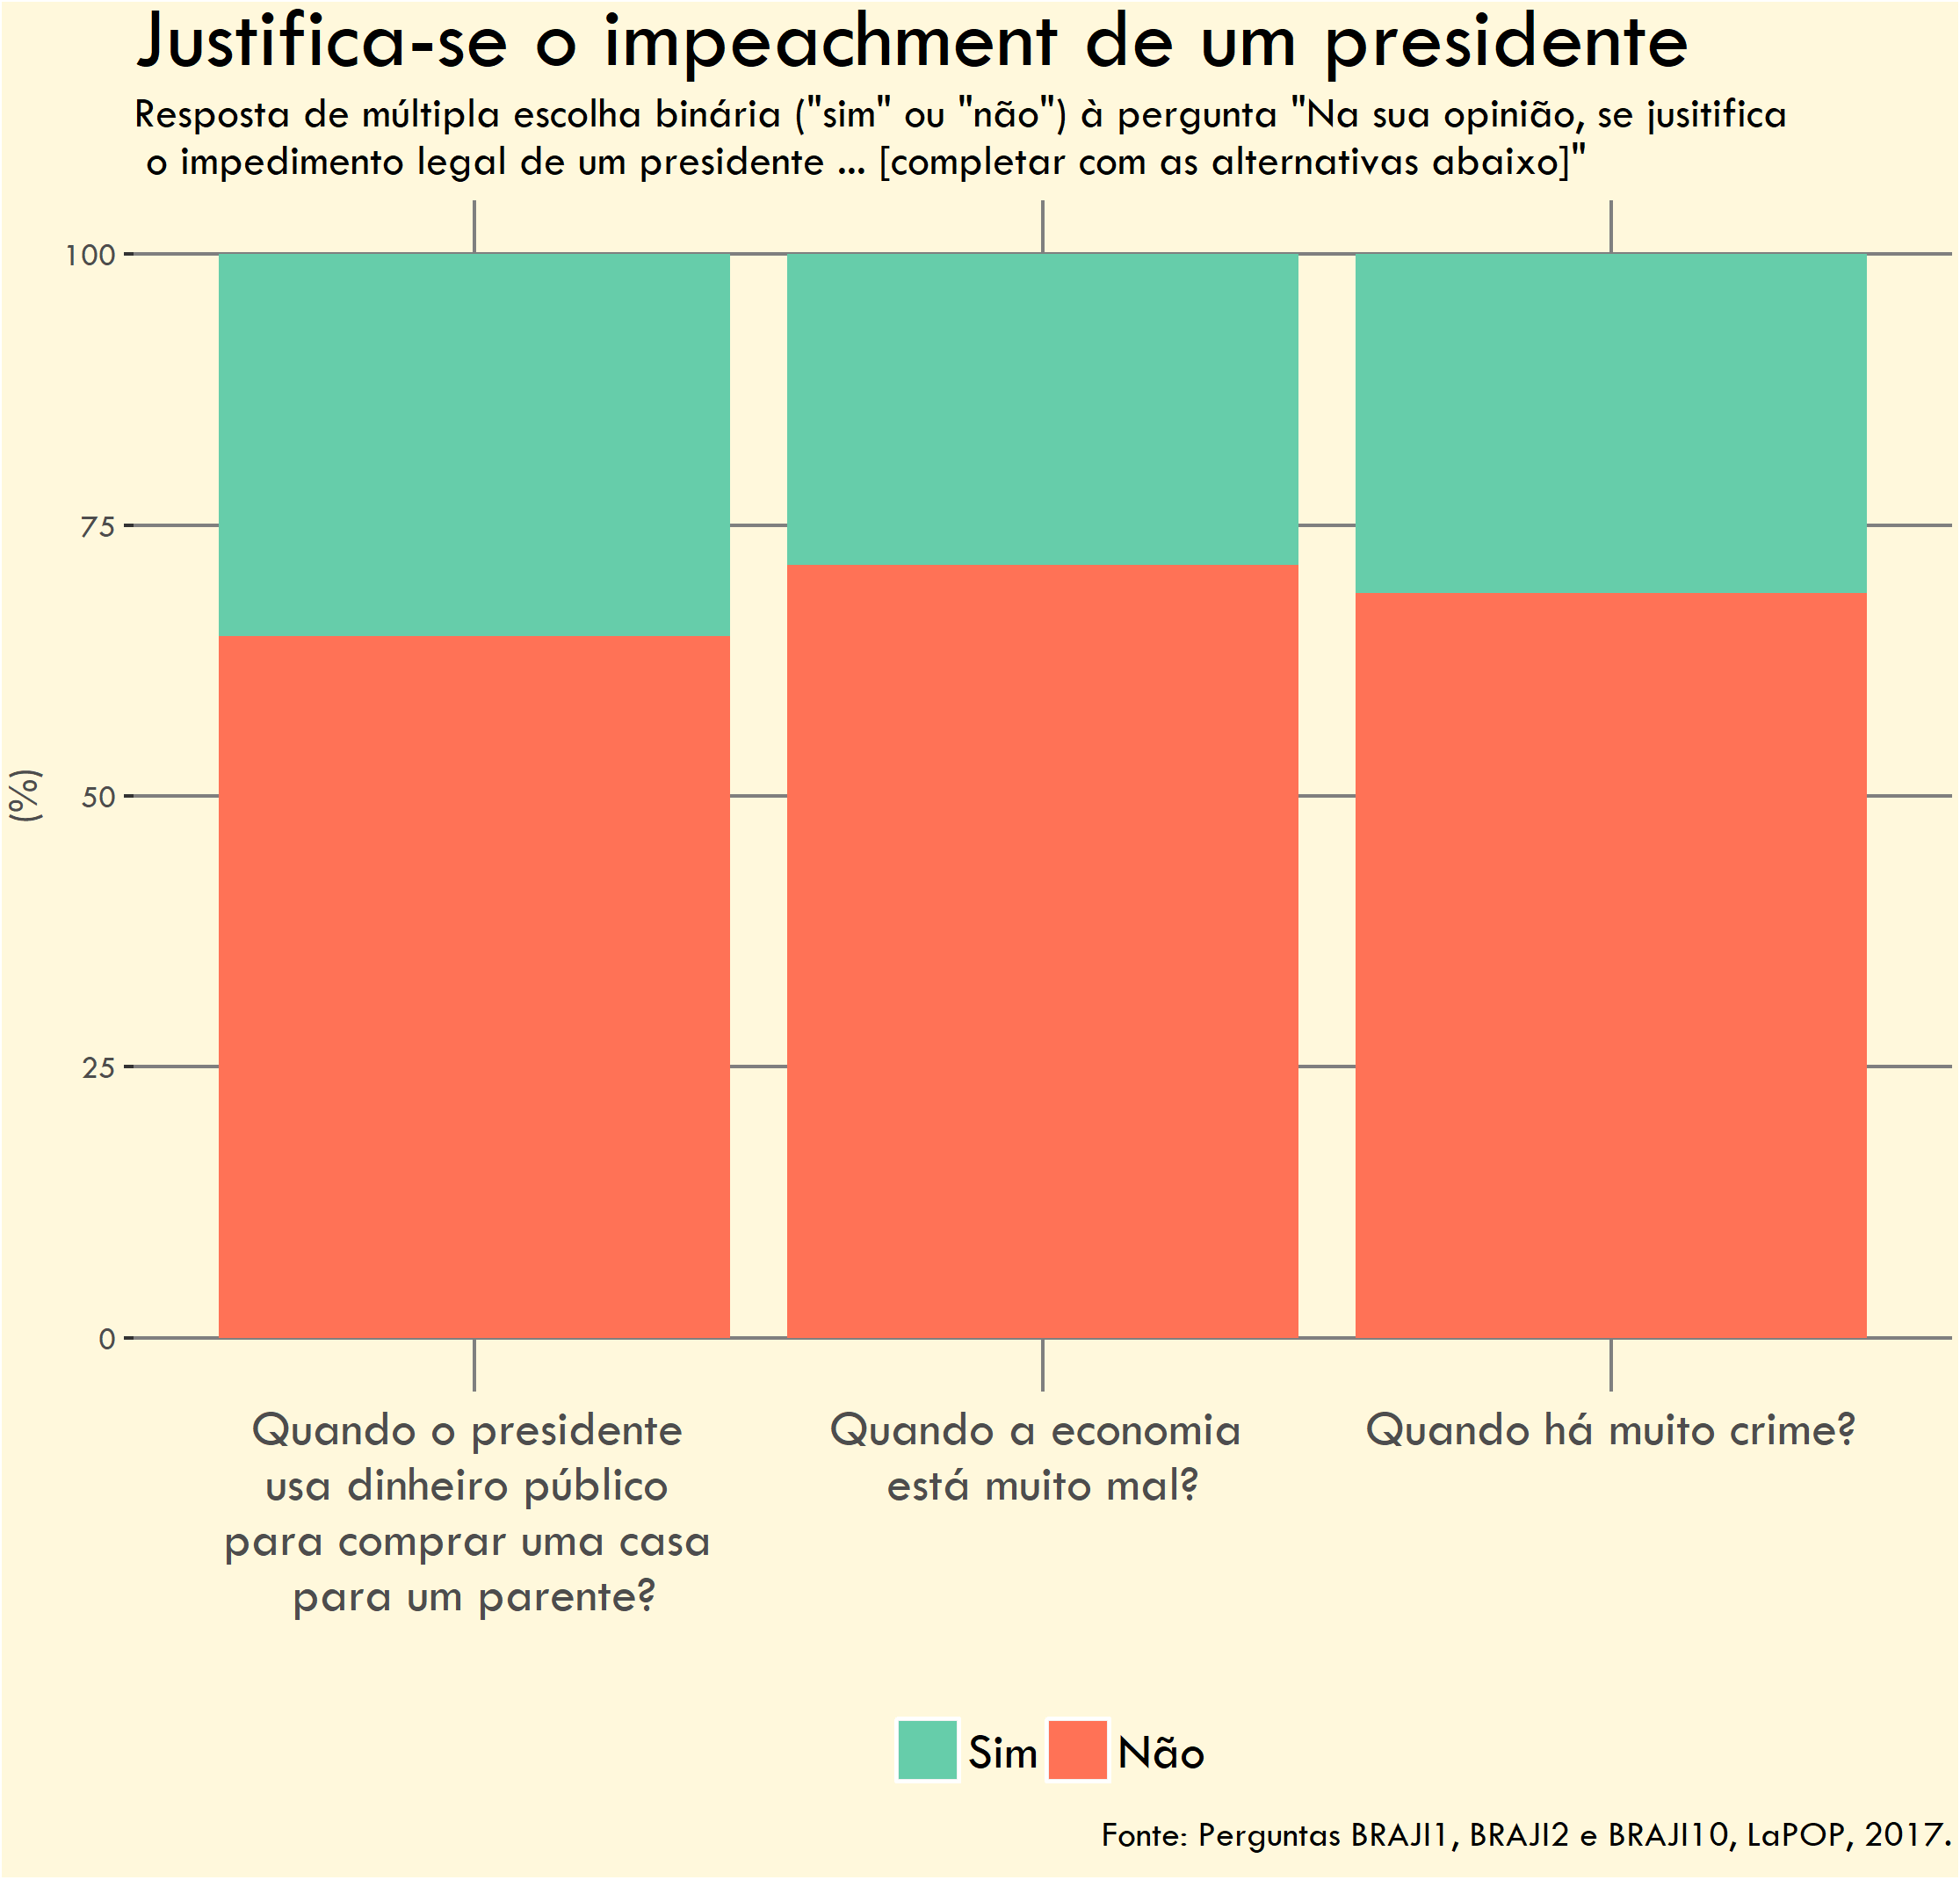 Justifica-se o impeachment de um presidente
Resposta de múltipla escolha binária ("sim" ou "não") à pergunta "Na sua opinião, se jusitifica
o impedimento legal de um presidente ... [completar com as alternativas abaixo]"
(%)
100
75
50
25
0
Quando o presidente
usa dinheiro público
para comprar uma casa
para um parente?
Quando a economia
está muito mal?
Quando há muito crime?
Sim Não
Fonte: Perguntas BRAJI1, BRAJI2 e BRAJI10, LaPOP, 2017.